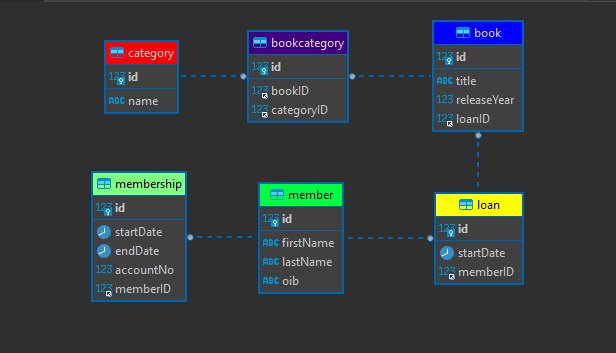 category
123 id
ABC name
bookcategory
123 id
123 bookID
123 categoryID
book
123 id
ABC title
123 releaseYear
123 loanID
membership
123 id
startDate
endDate
123 accountNo
123 memberID
member
123 id
ABC firstName
ABC lastName
ABC oib
loan
123 id
startDate
123 memberID